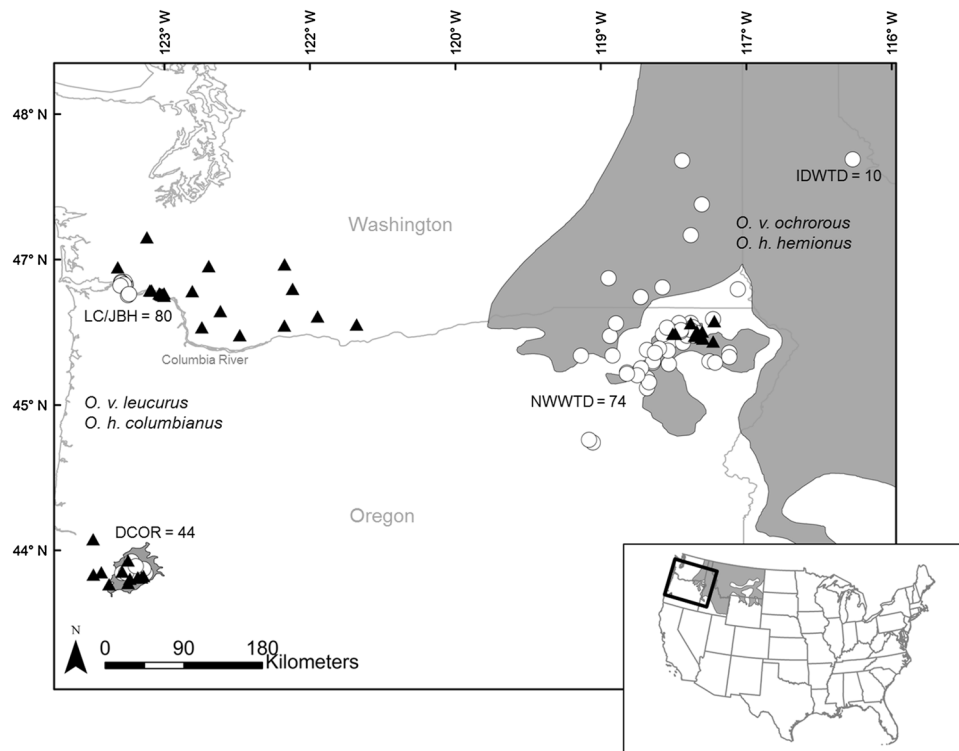 123° W
122° W
120° W
119° W
117° W
116° W
48° N
47° N
46° N
45° N
44° N
Washington
IDWTD = 10
O. v. ochrorous
O. h. hemionus
LC/JBH = 80
Columbia River
O. v. leucurus
O. h. columbianus
NWWTD = 74
Oregon
DCOR = 44
N
0 90 180
Kilometers